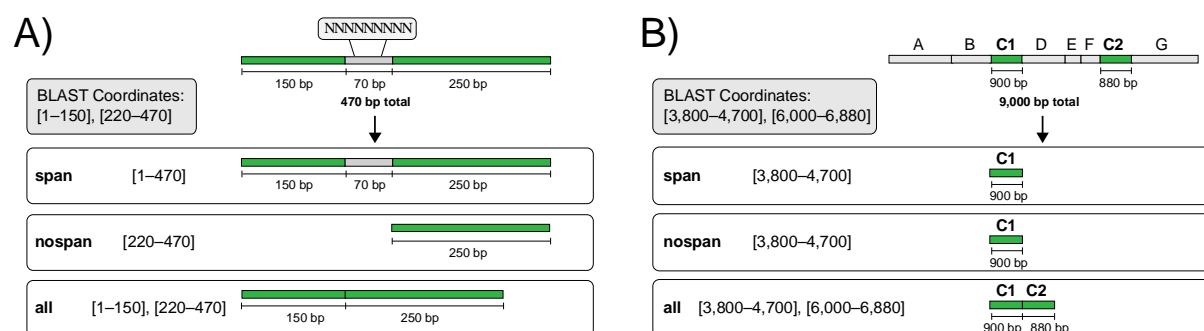 A)
NNNNNNNNN
150 bp 70 bp 250 bp
470 bp total
BLAST Coordinates:
[1–150], [220–470]
span [1–470]
150 bp 70 bp 250 bp
nospan [220–470]
250 bp
all [1–150], [220–470]
150 bp 250 bp
B)
A B C1 D E F C2 G
900 bp 880 bp
9,000 bp total
BLAST Coordinates:
[3,800–4,700], [6,000–6,880]
C1
span [3,800–4,700]
900 bp
C1
nospan [3,800–4,700]
900 bp
C1 C2
all [3,800–4,700], [6,000–6,880]
900 bp 880 bp